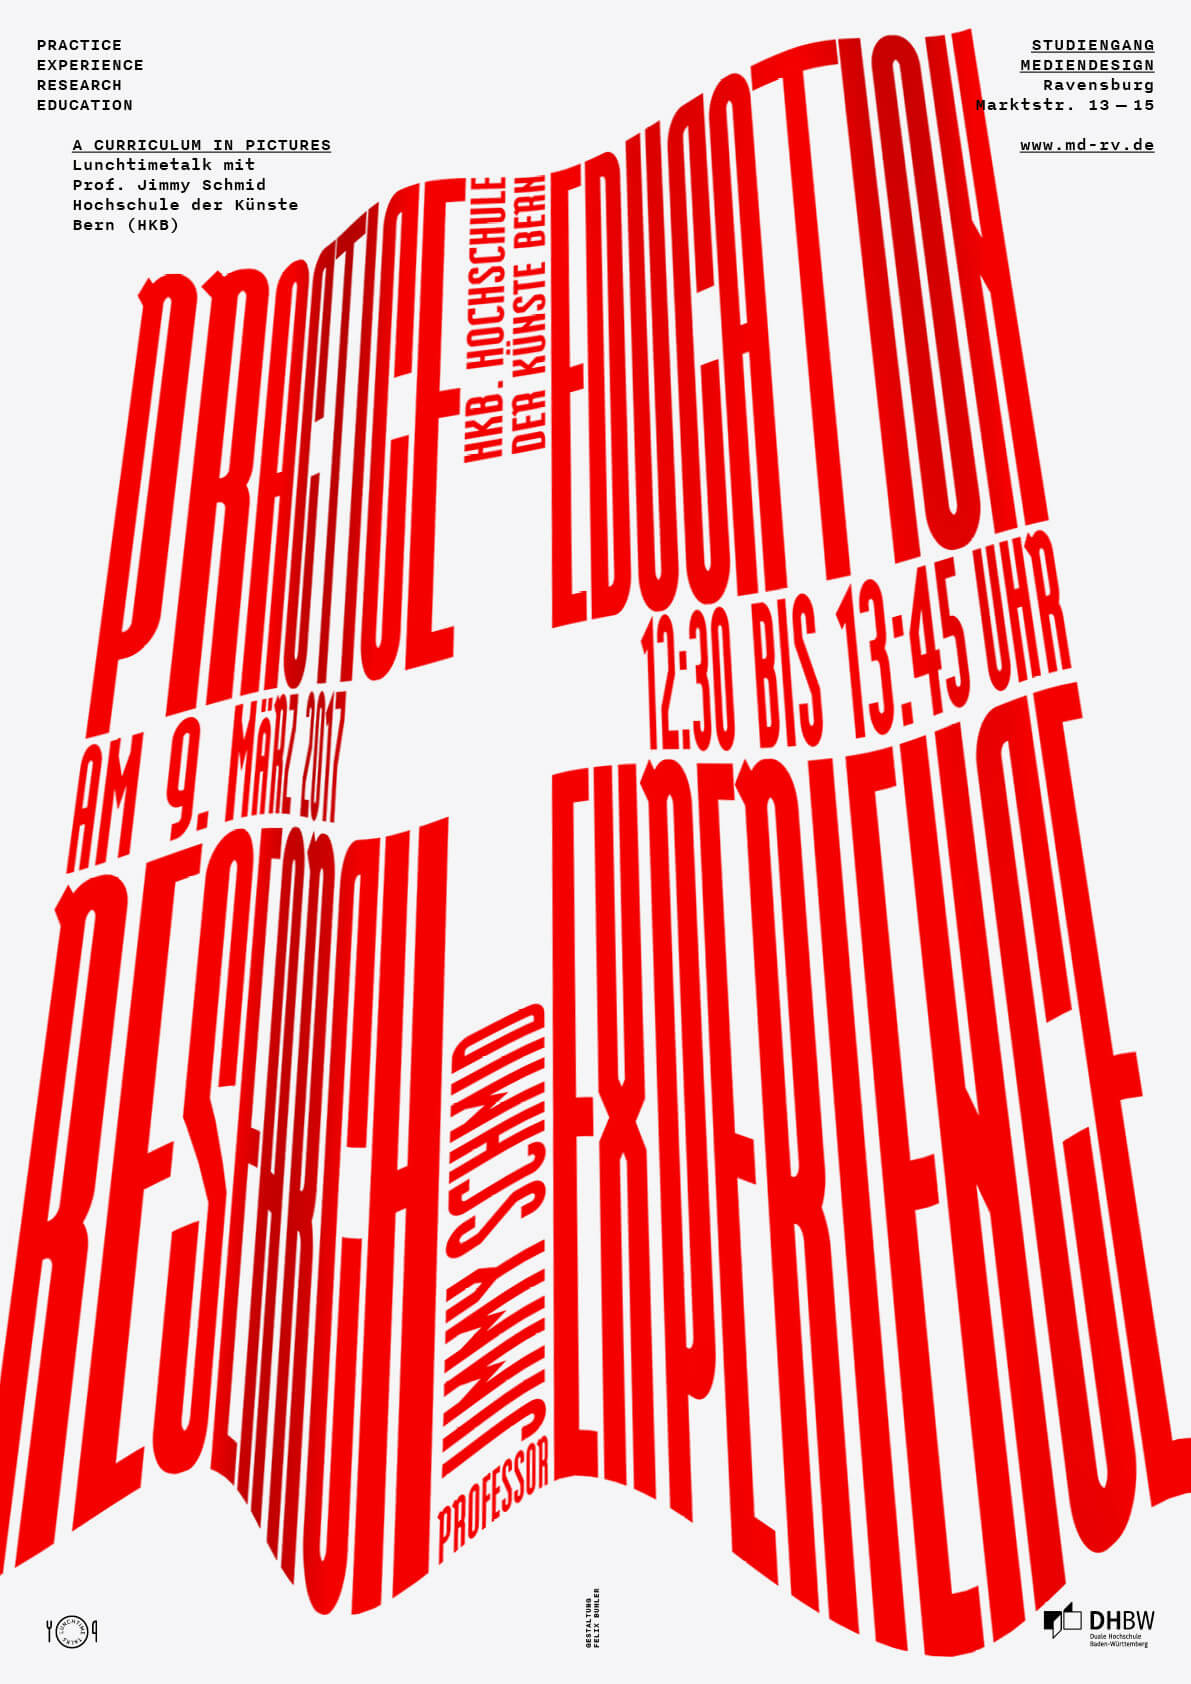 PRACTICE
EXPERIENCE
RESEARCH
EDUCATION
A CURRICULUM IN PICTURES
Lunchtimetalk mit
Prof. Jimmy Schmid
Hochschule der Künste
Bern (HKB)
STUDIENGANG
MEDIENDESIGN
Ravensburg
Marktstr. 13 — 15
www.md-rv.de
PRACTICE
HKB. HOCHSCHULE
DER KÜNSTE BERN
EDUCATION
AM 9. MÄRZ 2017
12:30 BIS 13:45 UHR
RESEARCH
PROFESSOR
JIMMY SCHMID
EXPERIENCE
LUNCHTIME
TALKS
GESTALTUNG
FELIX BUHLER
DHBW
Duale Hochschule
Baden-Württemberg